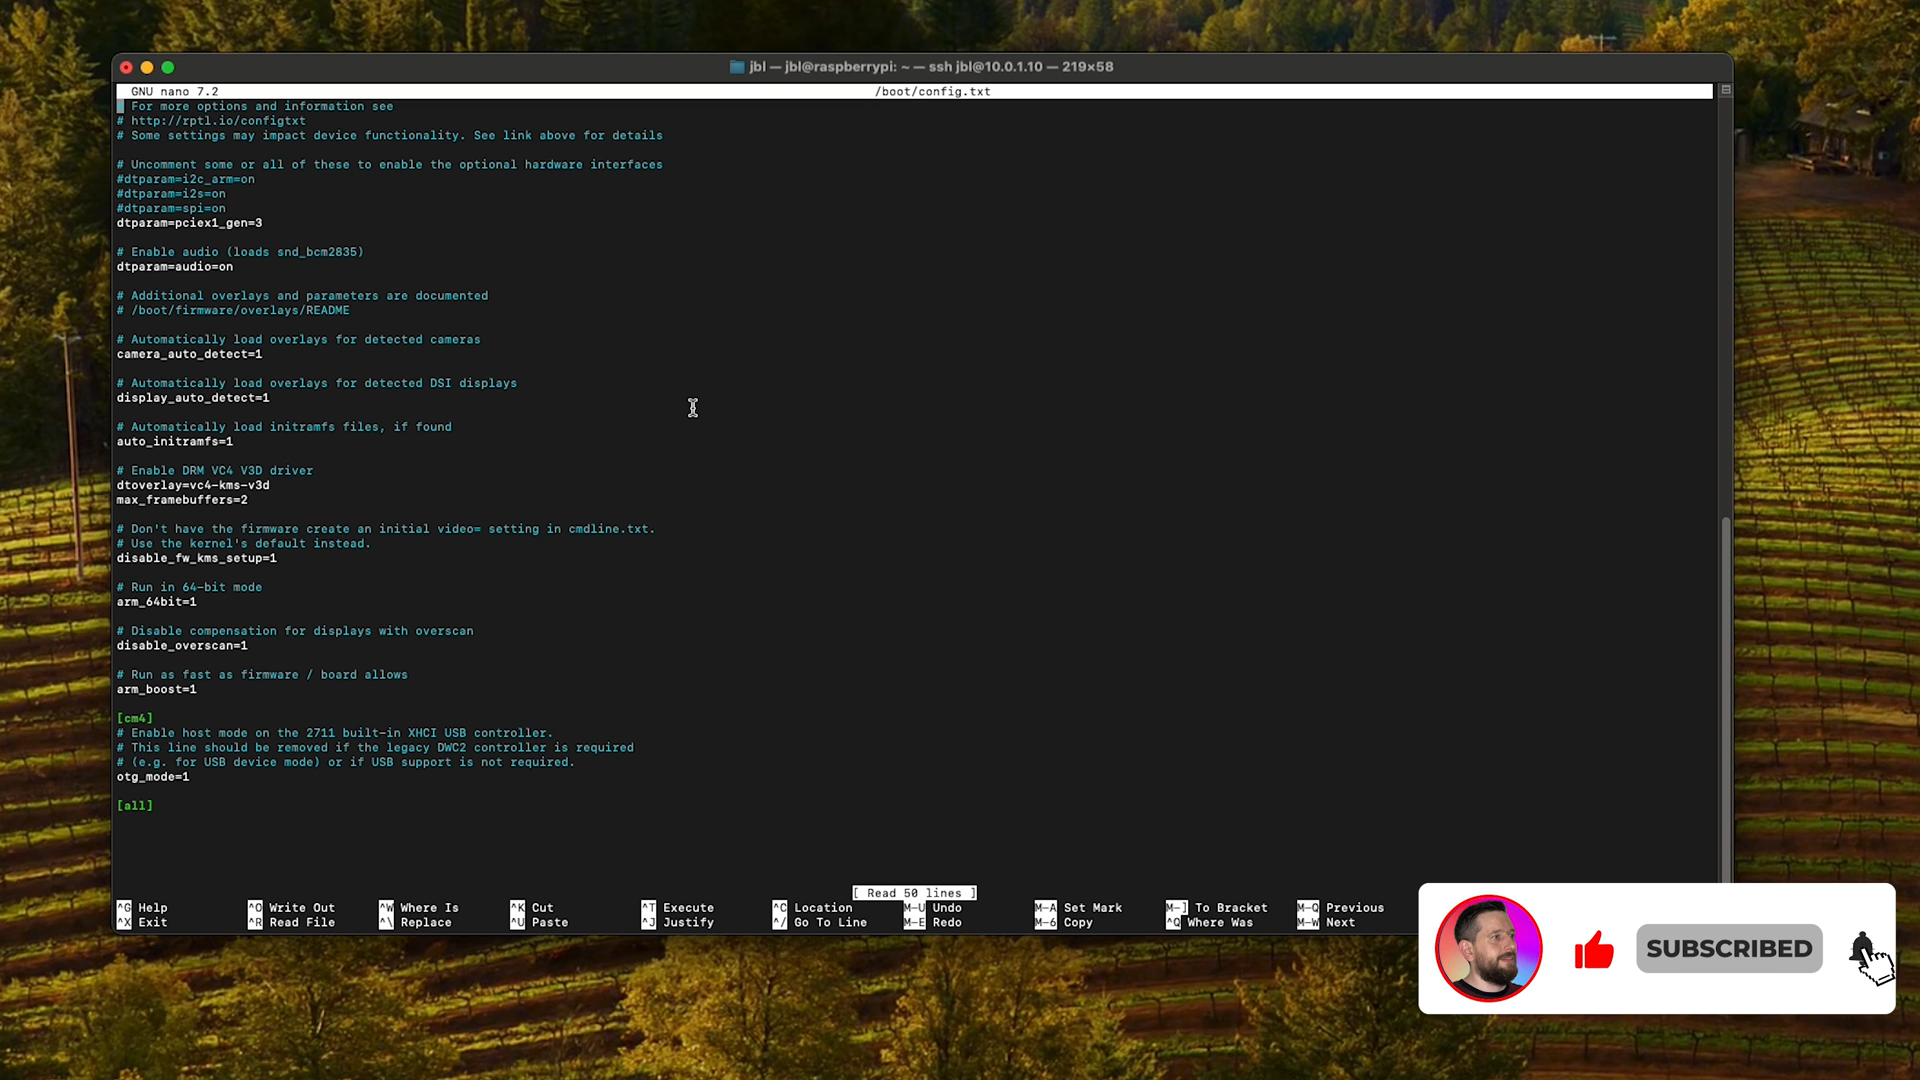 jbl — jbl@raspberrypi: ~ — ssh jbl@10.0.1.10 — 219×58
GNU nano 7.2 /boot/config.txt
For more options and information see
# http://rptl.io/configtxt
# Some settings may impact device functionality. See link above for details
# Uncomment some or all of these to enable the optional hardware interfaces
#dtparam=i2c_arm=on
#dtparam=i2s=on
#dtparam=spi=on
dtparam=pciex1_gen=3
# Enable audio (loads snd_bcm2835)
dtparam=audio=on
# Additional overlays and parameters are documented
# /boot/firmware/overlays/README
# Automatically load overlays for detected cameras
camera_auto_detect=1
# Automatically load overlays for detected DSI displays
display_auto_detect=1
# Automatically load initramfs files, if found
auto_initramfs=1
# Enable DRM VC4 V3D driver
dtoverlay=vc4-kms-v3d
max_framebuffers=2
# Don't have the firmware create an initial video= setting in cmdline.txt.
# Use the kernel's default instead.
disable_fw_kms_setup=1
# Run in 64-bit mode
arm_64bit=1
# Disable compensation for displays with overscan
disable_overscan=1
# Run as fast as firmware / board allows
arm_boost=1
[cm4]
# Enable host mode on the 2711 built-in XHCI USB controller.
# This line should be removed if the legacy DWC2 controller is required
# (e.g. for USB device mode) or if USB support is not required.
otg_mode=1
[all]
[ Read 50 lines ]
^G Help ^O Write Out ^W Where Is ^K Cut ^T Execute ^C Location M-U Undo M-A Set Mark M-] To Bracket M-Q Previous
^X Exit ^R Read File ^\ Replace ^U Paste ^J Justify ^/ Go To Line M-E Redo M-6 Copy ^Q Where Was M-W Next
SUBSCRIBED